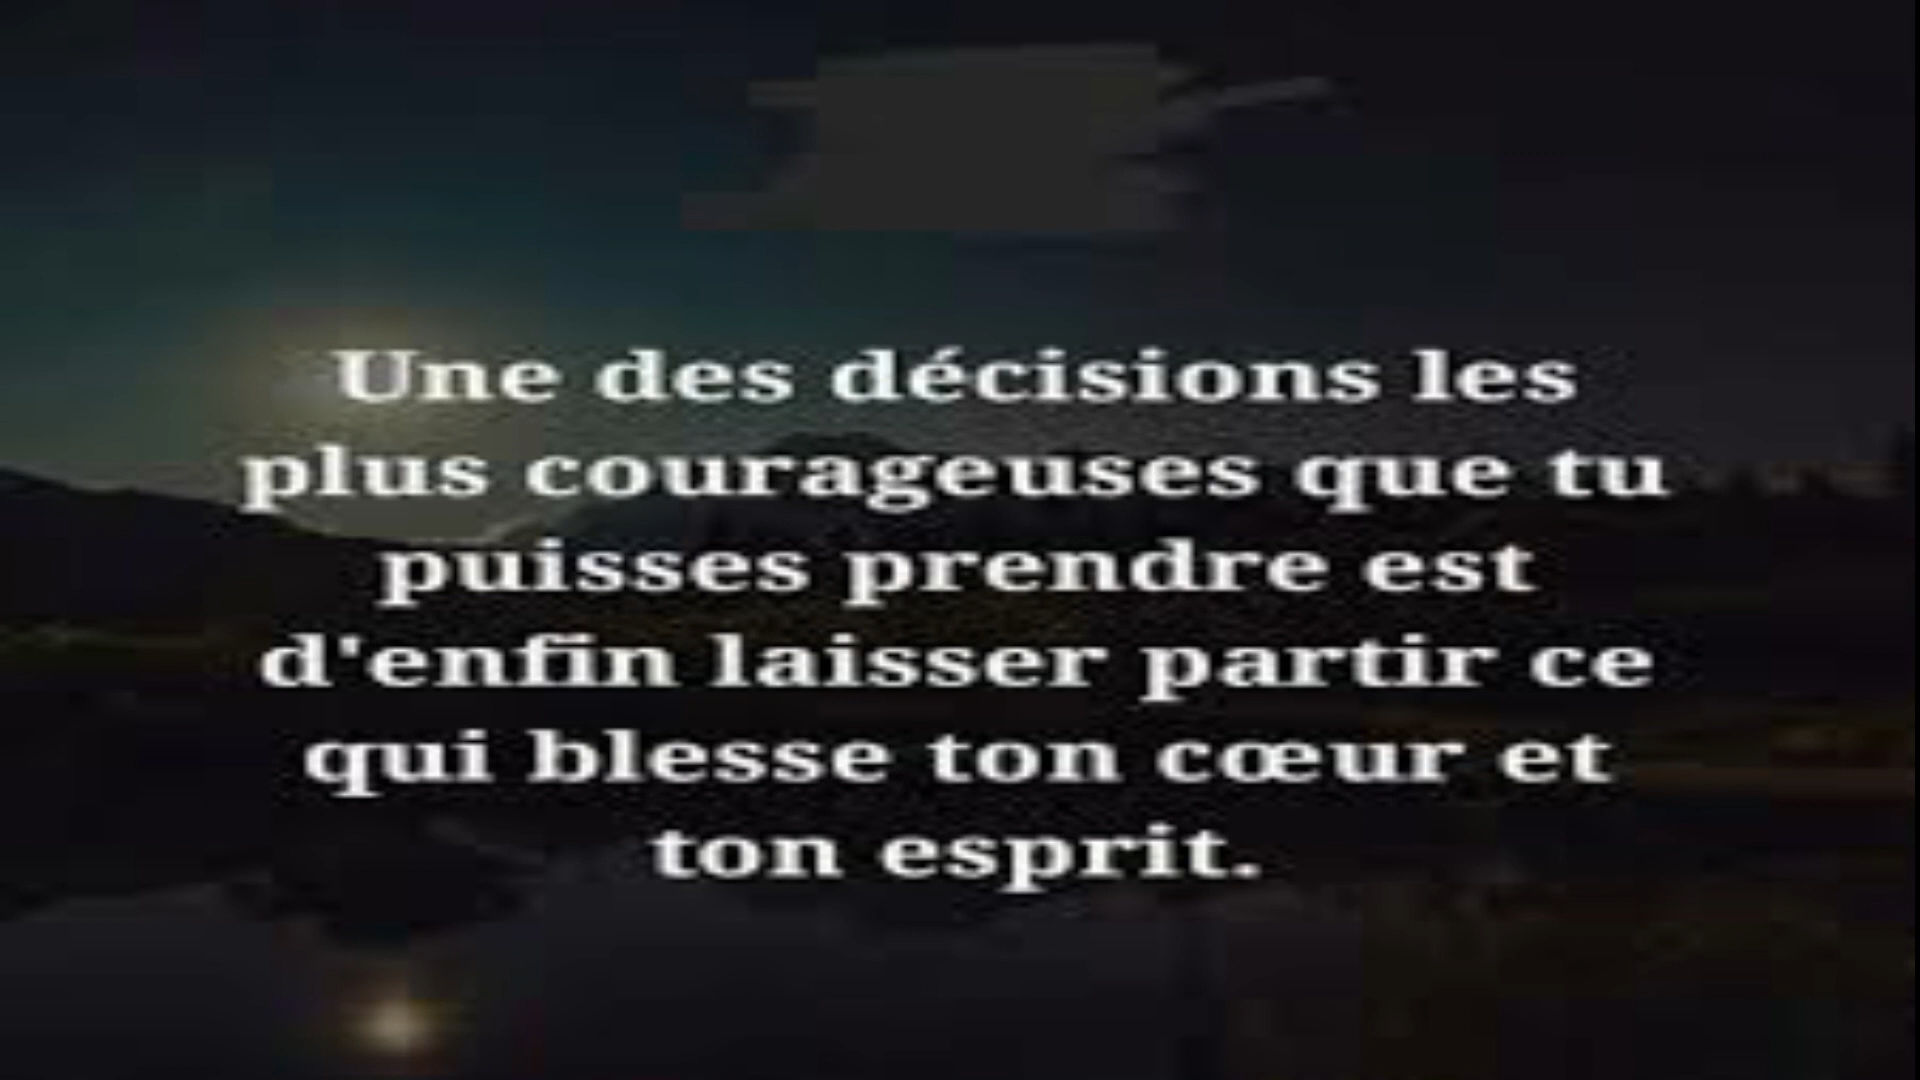 Une des décisions les
plus courageuses que tu
puisses prendre est
d'enfin laisser partir ce
qui blesse ton cœur et
ton esprit.